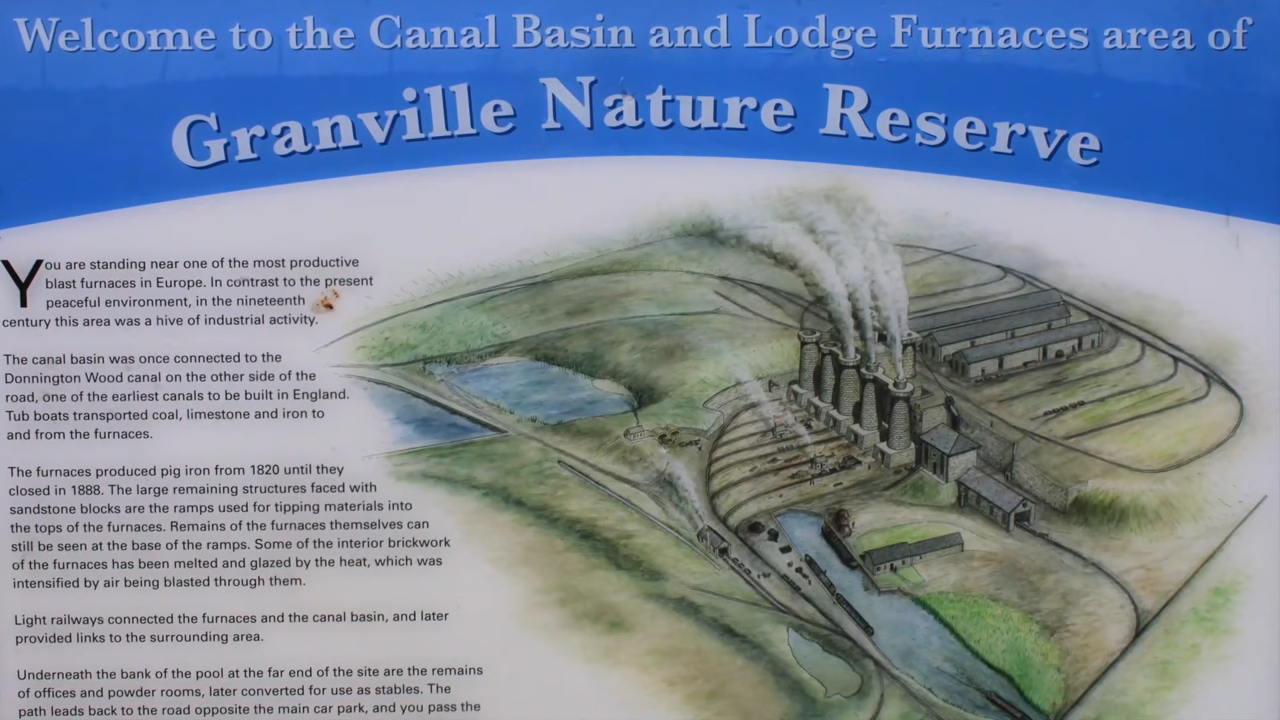 Welcome to the Canal Basin and Lodge Furnaces area of
Granville Nature Reserve
You are standing near one of the most productive
blast furnaces in Europe. In contrast to the present
peaceful environment, in the nineteenth
century this area was a hive of industrial activity.
The canal basin was once connected to the
Donnington Wood canal on the other side of the
road, one of the earliest canals to be built in England.
Tub boats transported coal, limestone and iron to
and from the furnaces.
The furnaces produced pig iron from 1820 until they
closed in 1888. The large remaining structures faced with
sandstone blocks are the ramps used for tipping materials into
the tops of the furnaces. Remains of the furnaces themselves can
still be seen at the base of the ramps. Some of the interior brickwork
of the furnaces has been melted and glazed by the heat, which was
intensified by air being blasted through them.
Light railways connected the furnaces and the canal basin, and later
provided links to the surrounding area.
Underneath the bank of the pool at the far end of the site are the remains
of offices and powder rooms, later converted for use as stables. The
path leads back to the road opposite the main car park, and you pass the